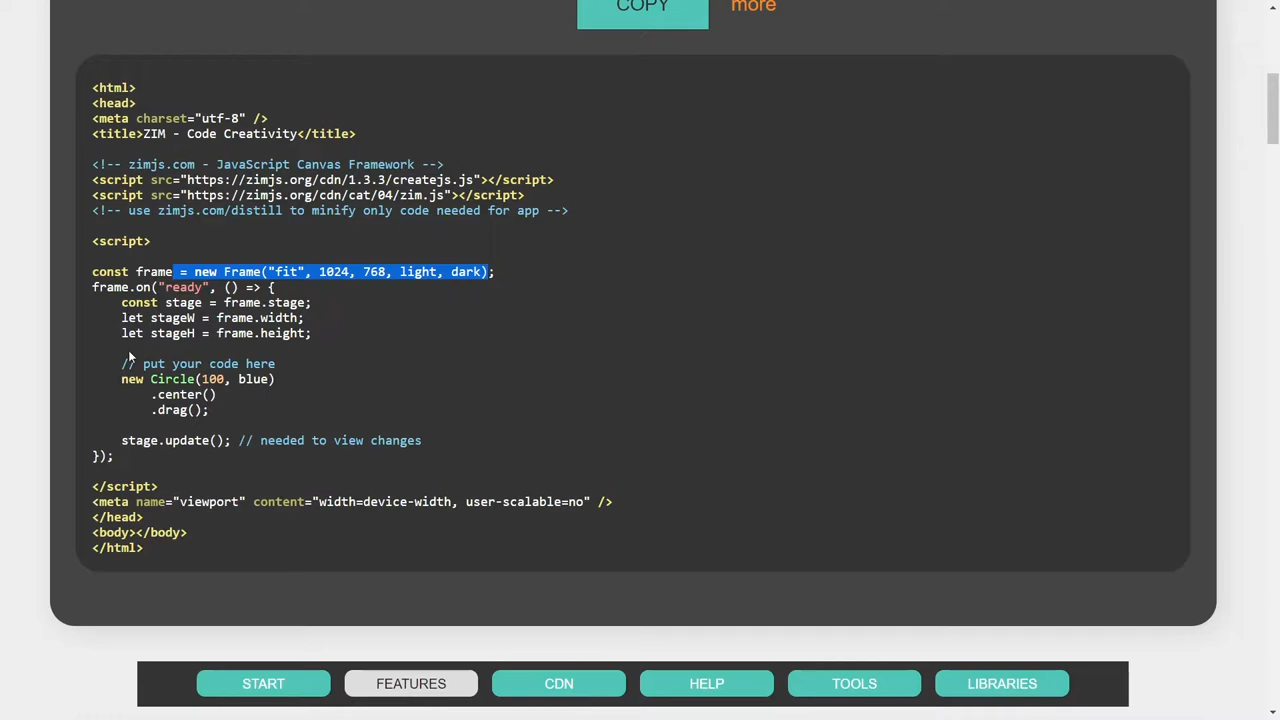 COPY more
<html>
<head>
<meta charset="utf-8" />
<title>ZIM - Code Creativity</title>
<!-- zimjs.com - JavaScript Canvas Framework -->
<script src="https://zimjs.org/cdn/1.3.3/createjs.js"></script>
<script src="https://zimjs.org/cdn/cat/04/zim.js"></script>
<!-- use zimjs.com/distill to minify only code needed for app -->
<script>
const frame = new Frame("fit", 1024, 768, light, dark);
frame.on("ready", () => {
const stage = frame.stage;
let stageW = frame.width;
let stageH = frame.height;
// put your code here
new Circle(100, blue)
.center()
.drag();
stage.update(); // needed to view changes
});
</script>
<meta name="viewport" content="width=device-width, user-scalable=no" />
</head>
<body></body>
</html>
START FEATURES CDN HELP TOOLS LIBRARIES